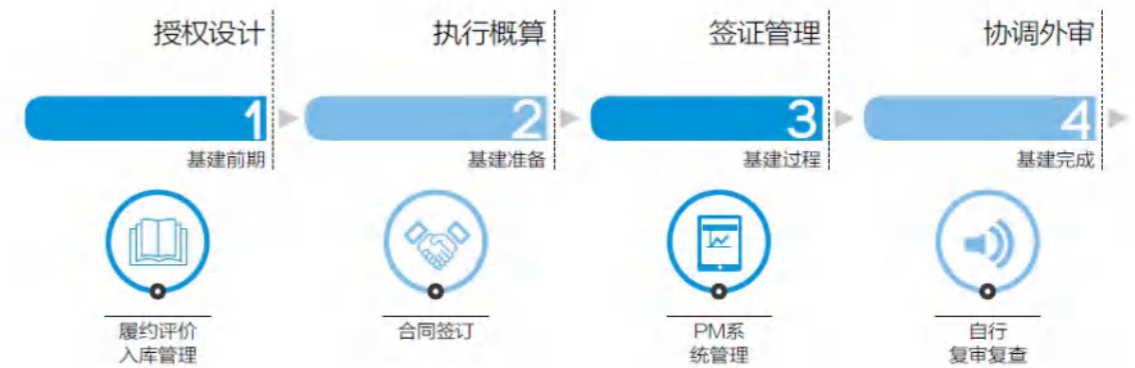 授权设计
执行概算
签证管理
协调外审
1
2
3
4
基建前期
基建准备
基建过程
基建完成
履约评价
入库管理
合同签订
PM系
统管理
自行
复审复查